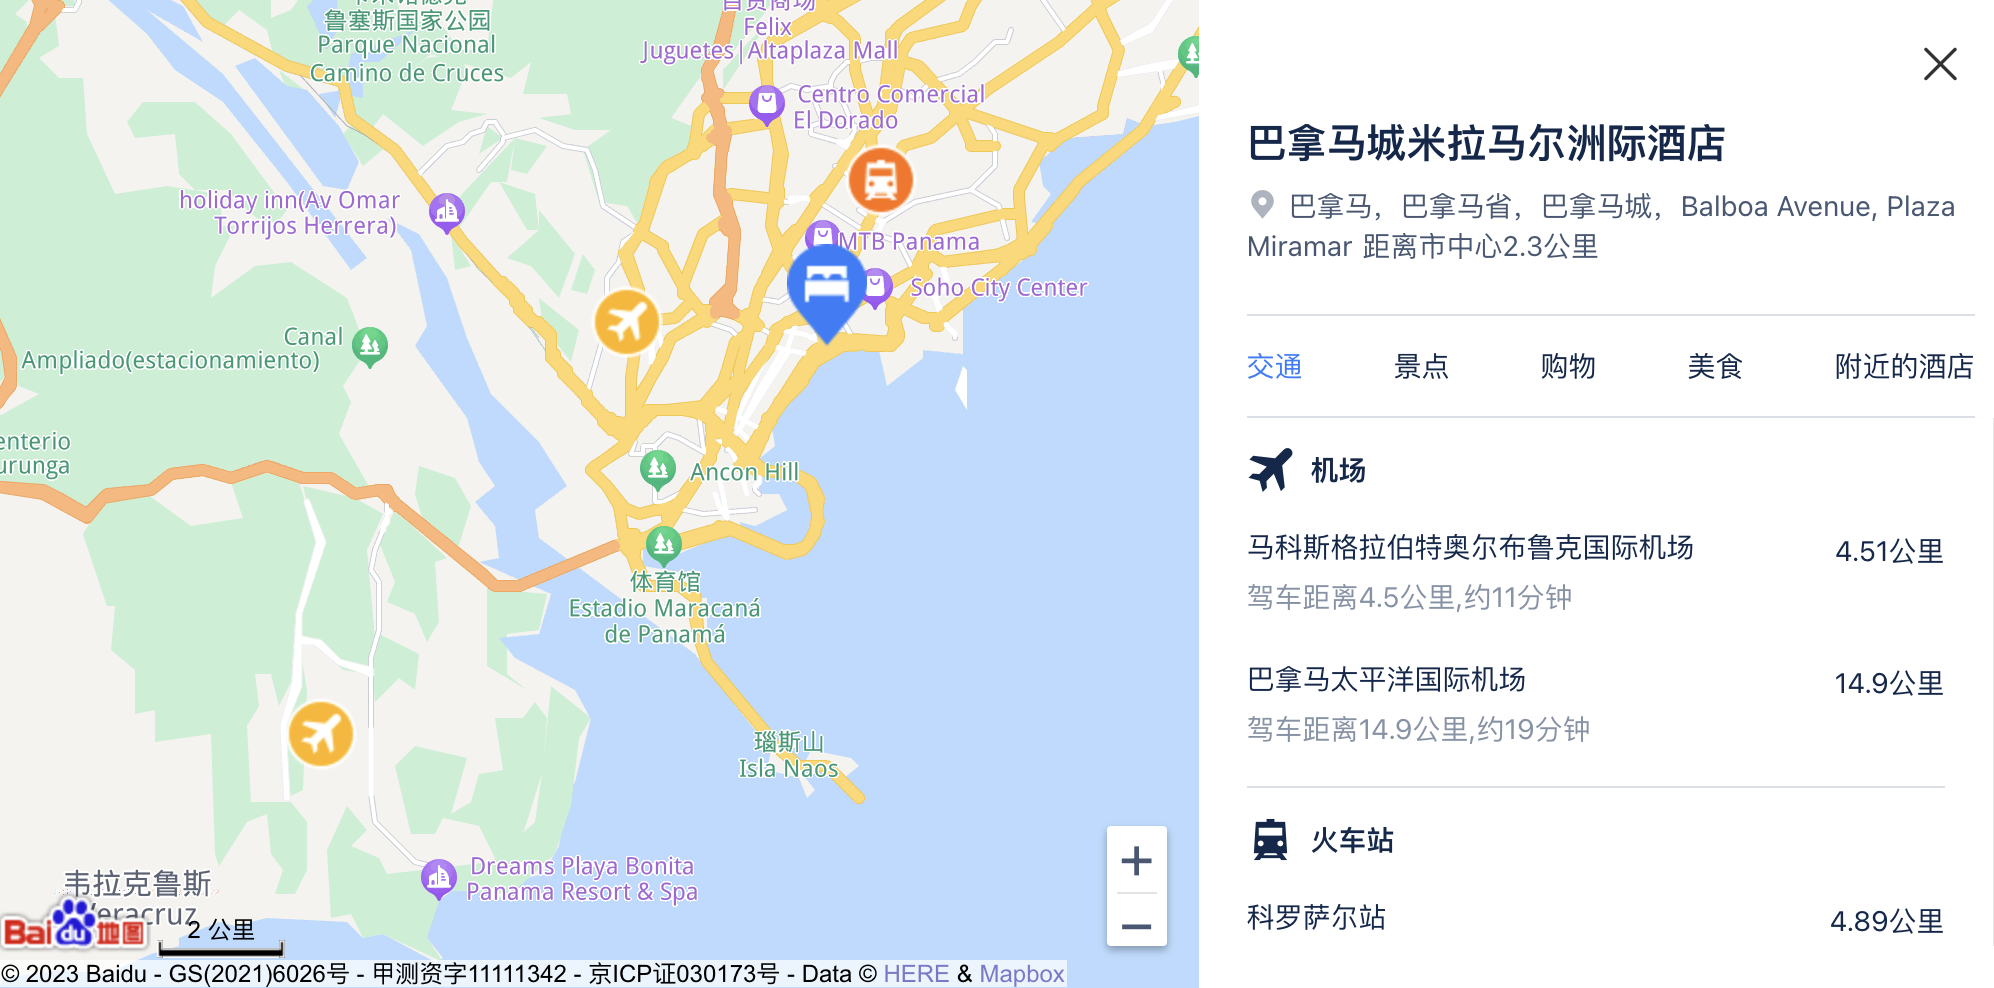 鲁塞斯国家公园
Parque Nacional
Camino de Cruces
Felix
Juguetes|Altaplaza Mall
Centro Comercial
El Dorado
holiday inn(Av Omar
Torrijos Herrera)
MTB Panama
Soho City Center
Canal
Ampliado(estacionamiento)
enterio
urunga
Ancon Hill
体育馆
Estadio Maracaná
de Panamá
瑙斯山
Isla Naos
Dreams Playa Bonita
Panama Resort & Spa
韦拉克鲁斯
Veracruz
Baidu地图
2 公里
© 2023 Baidu - GS(2021)6026号 - 甲测资字11111342 - 京ICP证030173号 - Data © HERE & Mapbox
巴拿马城米拉马尔洲际酒店
巴拿马，巴拿马省，巴拿马城，Balboa Avenue, Plaza
Miramar 距离市中心2.3公里
交通 景点 购物 美食 附近的酒店
机场
马科斯格拉伯特奥尔布鲁克国际机场 4.51公里
驾车距离4.5公里,约11分钟
巴拿马太平洋国际机场 14.9公里
驾车距离14.9公里,约19分钟
火车站
科罗萨尔站 4.89公里